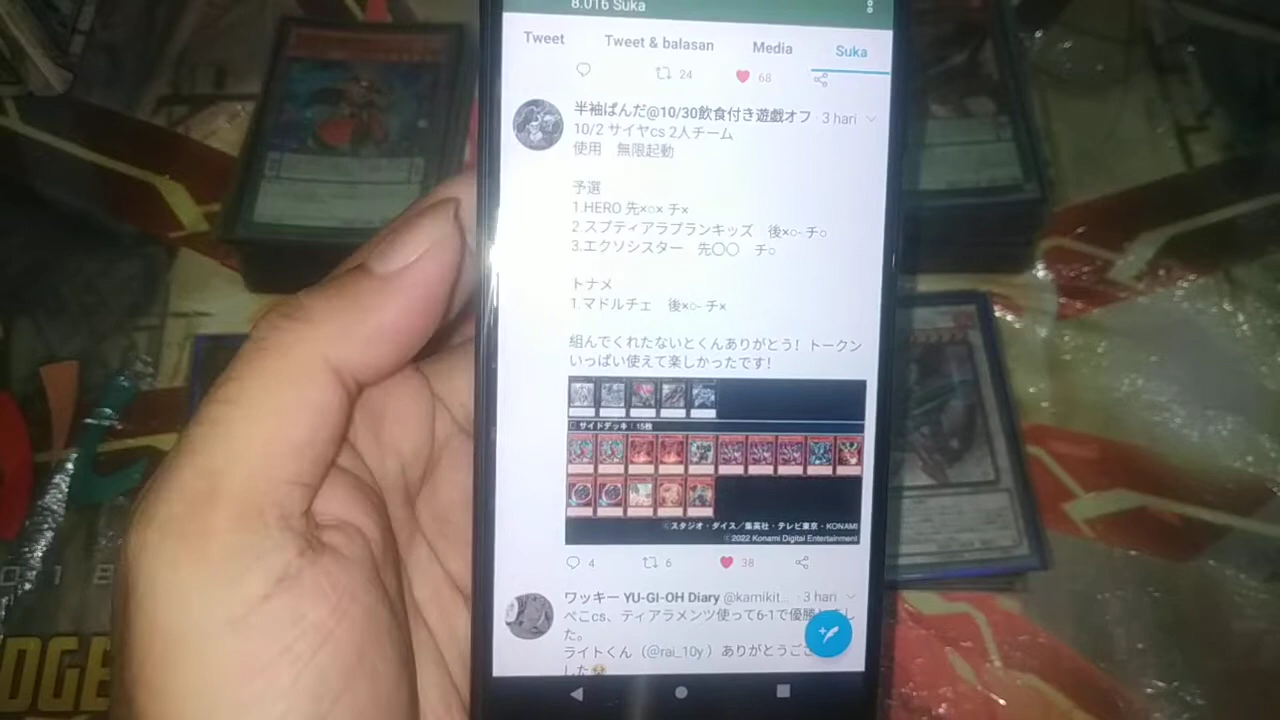 8.016 Suka
Tweet Tweet & balasan Media Suka
24 68
半袖ぱんだ@10/30飲食付き遊戯オフ · 3 hari
10/2 サイヤcs 2人チーム
使用 無限起動
予選
1.HERO 先×○× チ×
2.スプティアラプランキッズ 後×○- チ○
3.エクソシスター 先〇〇 チ○
トナメ
1.マドルチェ 後×○- チ×
組んでくれたないとくんありがとう! トークン
いっぱい使えて楽しかったです!
サイドデッキ:15枚
©スタジオ・ダイス/集英社・テレビ東京・KONAMI
©2022 Konami Digital Entertainment
4 6 38
ワッキー YU-GI-OH Diary @kamikit... · 3 hari
ぺこcs、ティアラメンツ使って6-1で優勝
た。
ライトくん(@rai_10y)ありがとうご
した😢